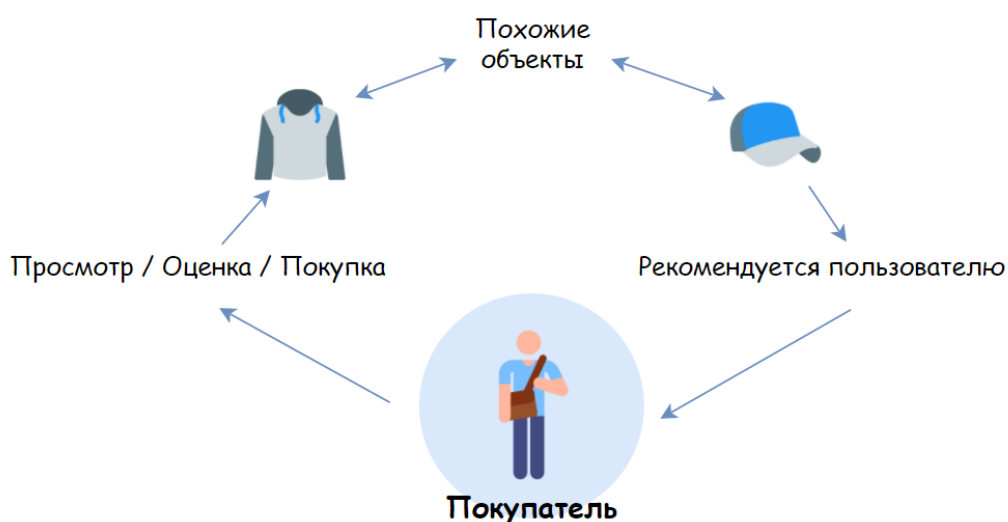 Похожие
объекты
Просмотр / Оценка / Покупка
Рекомендуется пользователю
Покупатель